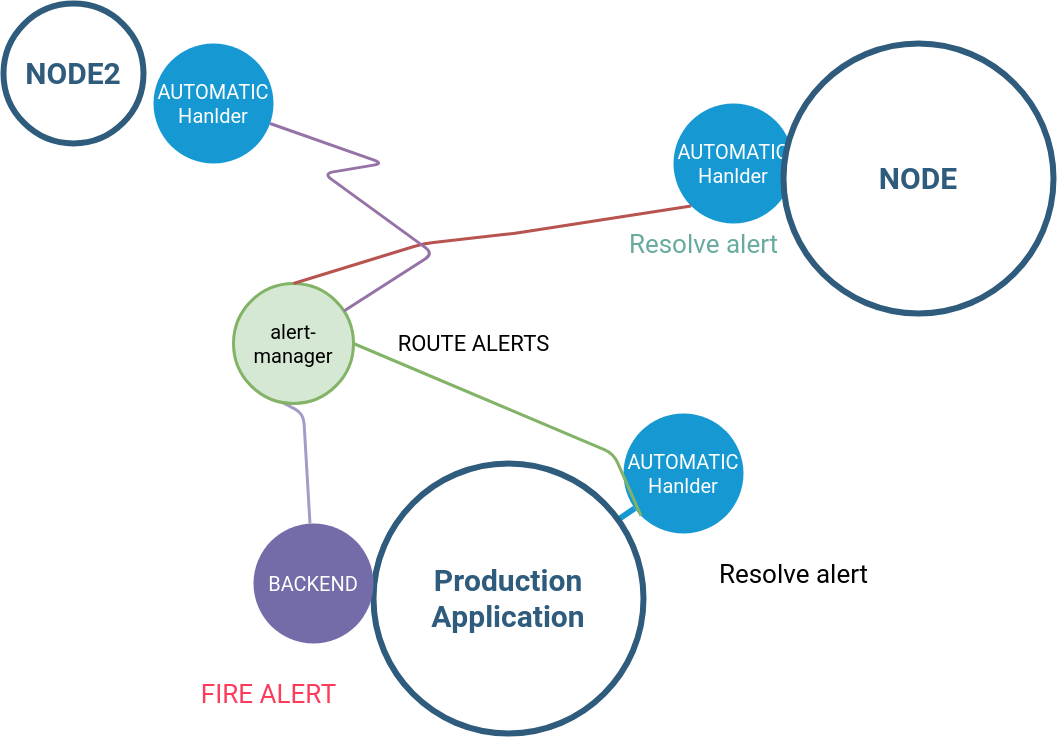 NODE2
AUTOMATIC
Hanlder
AUTOMATIC
Hanlder
NODE
Resolve alert
alert-
manager
ROUTE ALERTS
AUTOMATIC
Hanlder
BACKEND
Production
Application
Resolve alert
FIRE ALERT